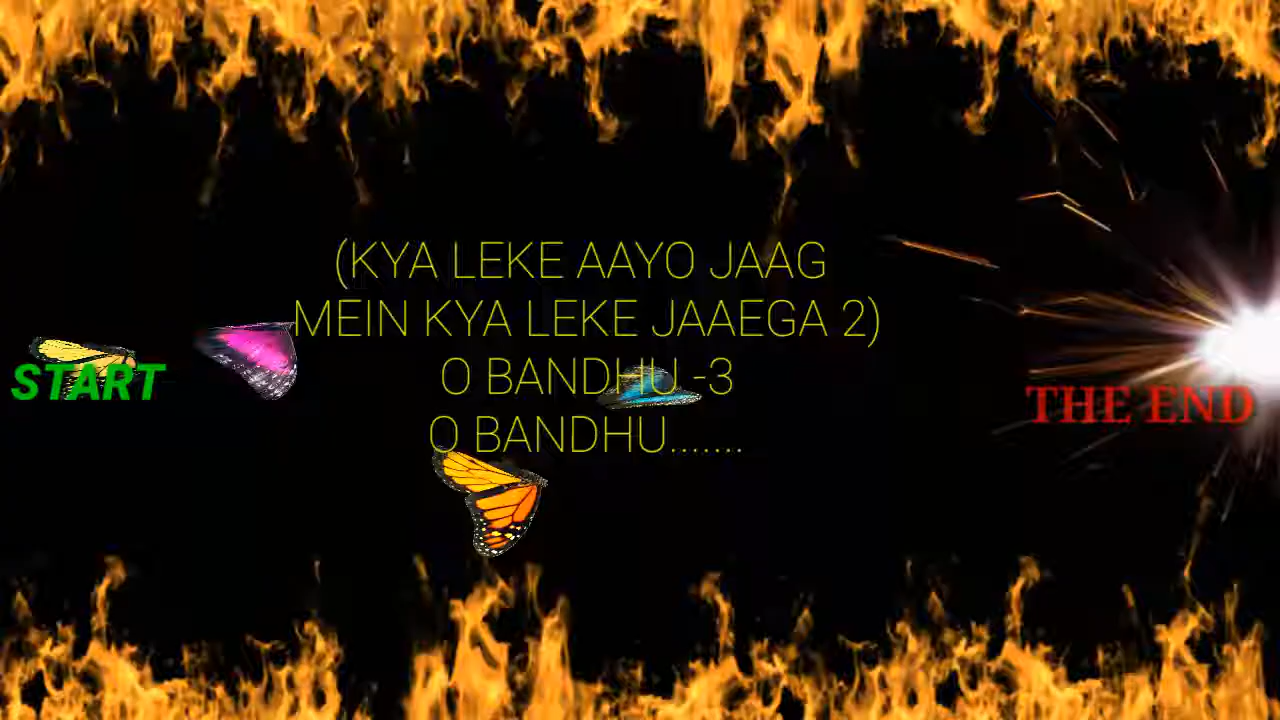 (KYA LEKE AAYO JAAG
MEIN KYA LEKE JAAEGA 2)
O BANDHU -3
O BANDHU.......
START
THE END